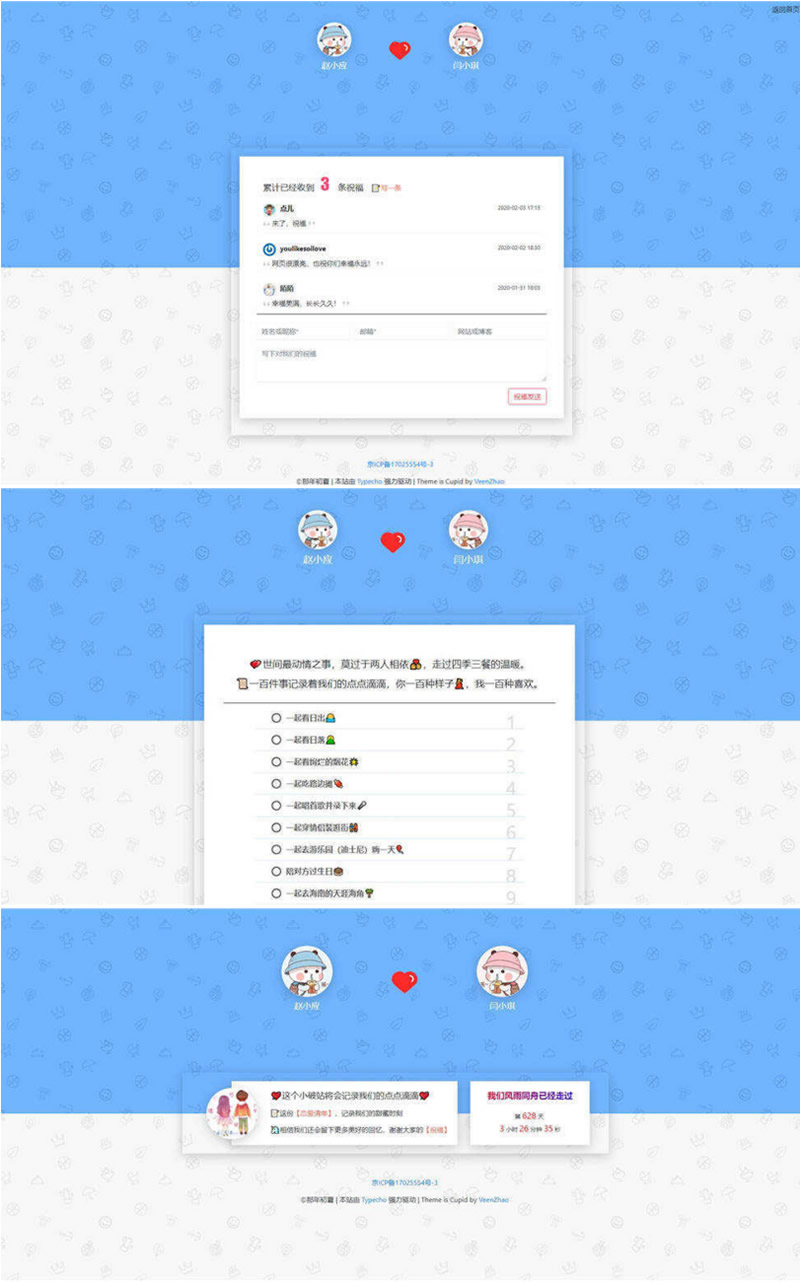 返回首页
赵小应
闫小琪
累计已经收到 3 条祝福 写一条
点儿 2020-02-03 17:15
来了,祝福
youlikesoilove 2020-02-02 18:30
网页很漂亮,也祝你们幸福永远!
陌陌 2020-01-31 18:03
幸福美满,长长久久!
姓名或昵称* 邮箱* 网站或博客
写下对我们的祝福
祝福发送
京ICP备17025554号-3
©那年初夏 | 本站由 Typecho 强力驱动 | Theme is Cupid by VeenZhao
赵小应
闫小琪
世间最动情之事,莫过于两人相依,走过四季三餐的温暖。
一百件事记录着我们的点点滴滴,你一百种样子,我一百种喜欢。
一起看日出 1
一起看日落 2
一起看绚烂的烟花 3
一起吃路边摊 4
一起唱首歌并录下来 5
一起穿情侣装逛街 6
一起去游乐园(迪士尼)嗨一天 7
陪对方过生日 8
一起去海南的天涯海角 9
赵小应
闫小琪
这个小破站将会记录我们的点点滴滴
这份【恋爱清单】,记录我们的甜蜜时刻
相信我们还会留下更多美好的回忆,谢谢大家的【祝福】
我们风雨同舟已经走过
第 628 天
3 小时 26 分钟 35 秒
京ICP备17025554号-3
©那年初夏 | 本站由 Typecho 强力驱动 | Theme is Cupid by VeenZhao